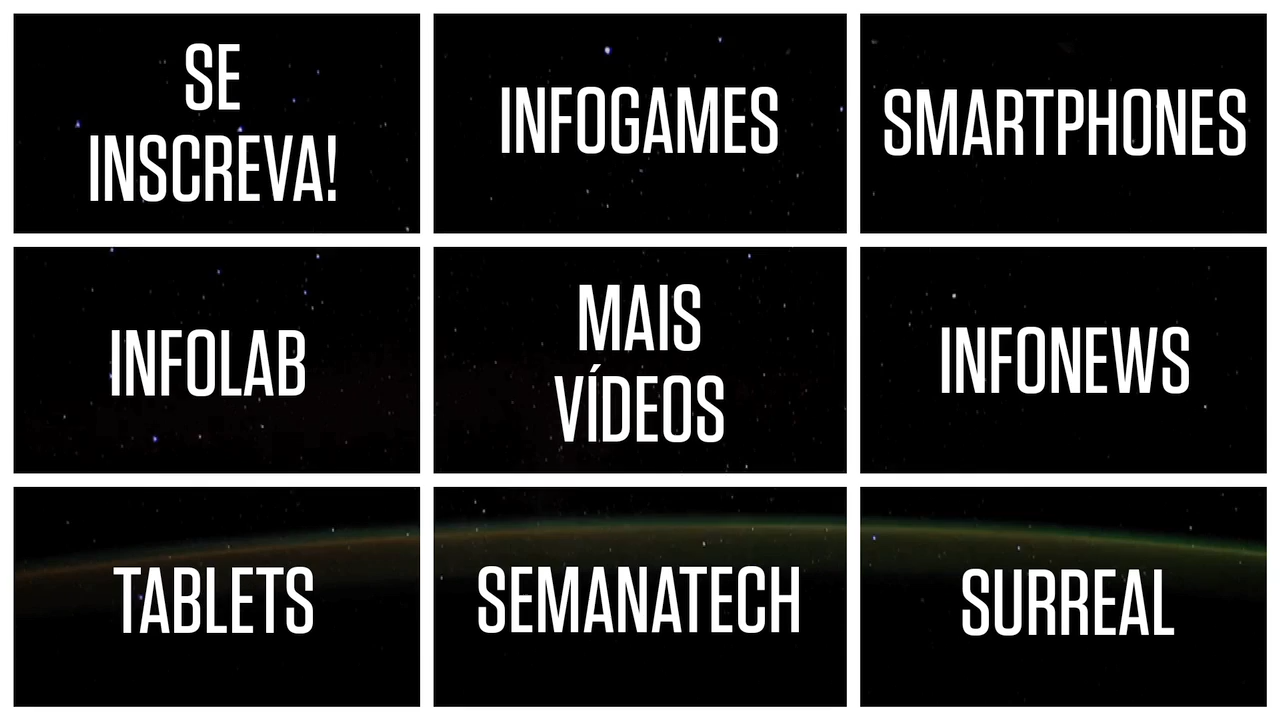 SE
INSCREVA!
INFOGAMES
SMARTPHONES
INFOLAB
MAIS
VÍDEOS
INFONEWS
TABLETS
SEMANATECH
SURREAL